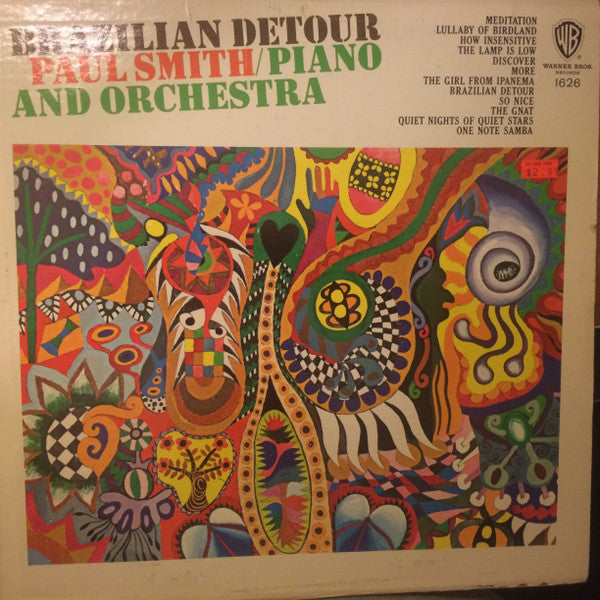 BRAZILIAN DETOUR
PAUL SMITH/PIANO
AND ORCHESTRA
MEDITATION
LULLABY OF BIRDLAND
HOW INSENSITIVE
THE LAMP IS LOW
DISCOVER
MORE
THE GIRL FROM IPANEMA
BRAZILIAN DETOUR
SO NICE
THE GNAT
QUIET NIGHTS OF QUIET STARS
ONE NOTE SAMBA
WB
WARNER BROS.
RECORDS
1626
$2.9